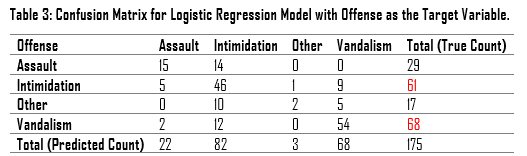 Table 3: Confusion Matrix for Logistic Regression Model with Offense as the Target Variable.
Offense Assault Intimidation Other Vandalism Total (True Count)
Assault 15 14 0 0 29
Intimidation 5 46 1 9 61
Other 0 10 2 5 17
Vandalism 2 12 0 54 68
Total (Predicted Count) 22 82 3 68 175